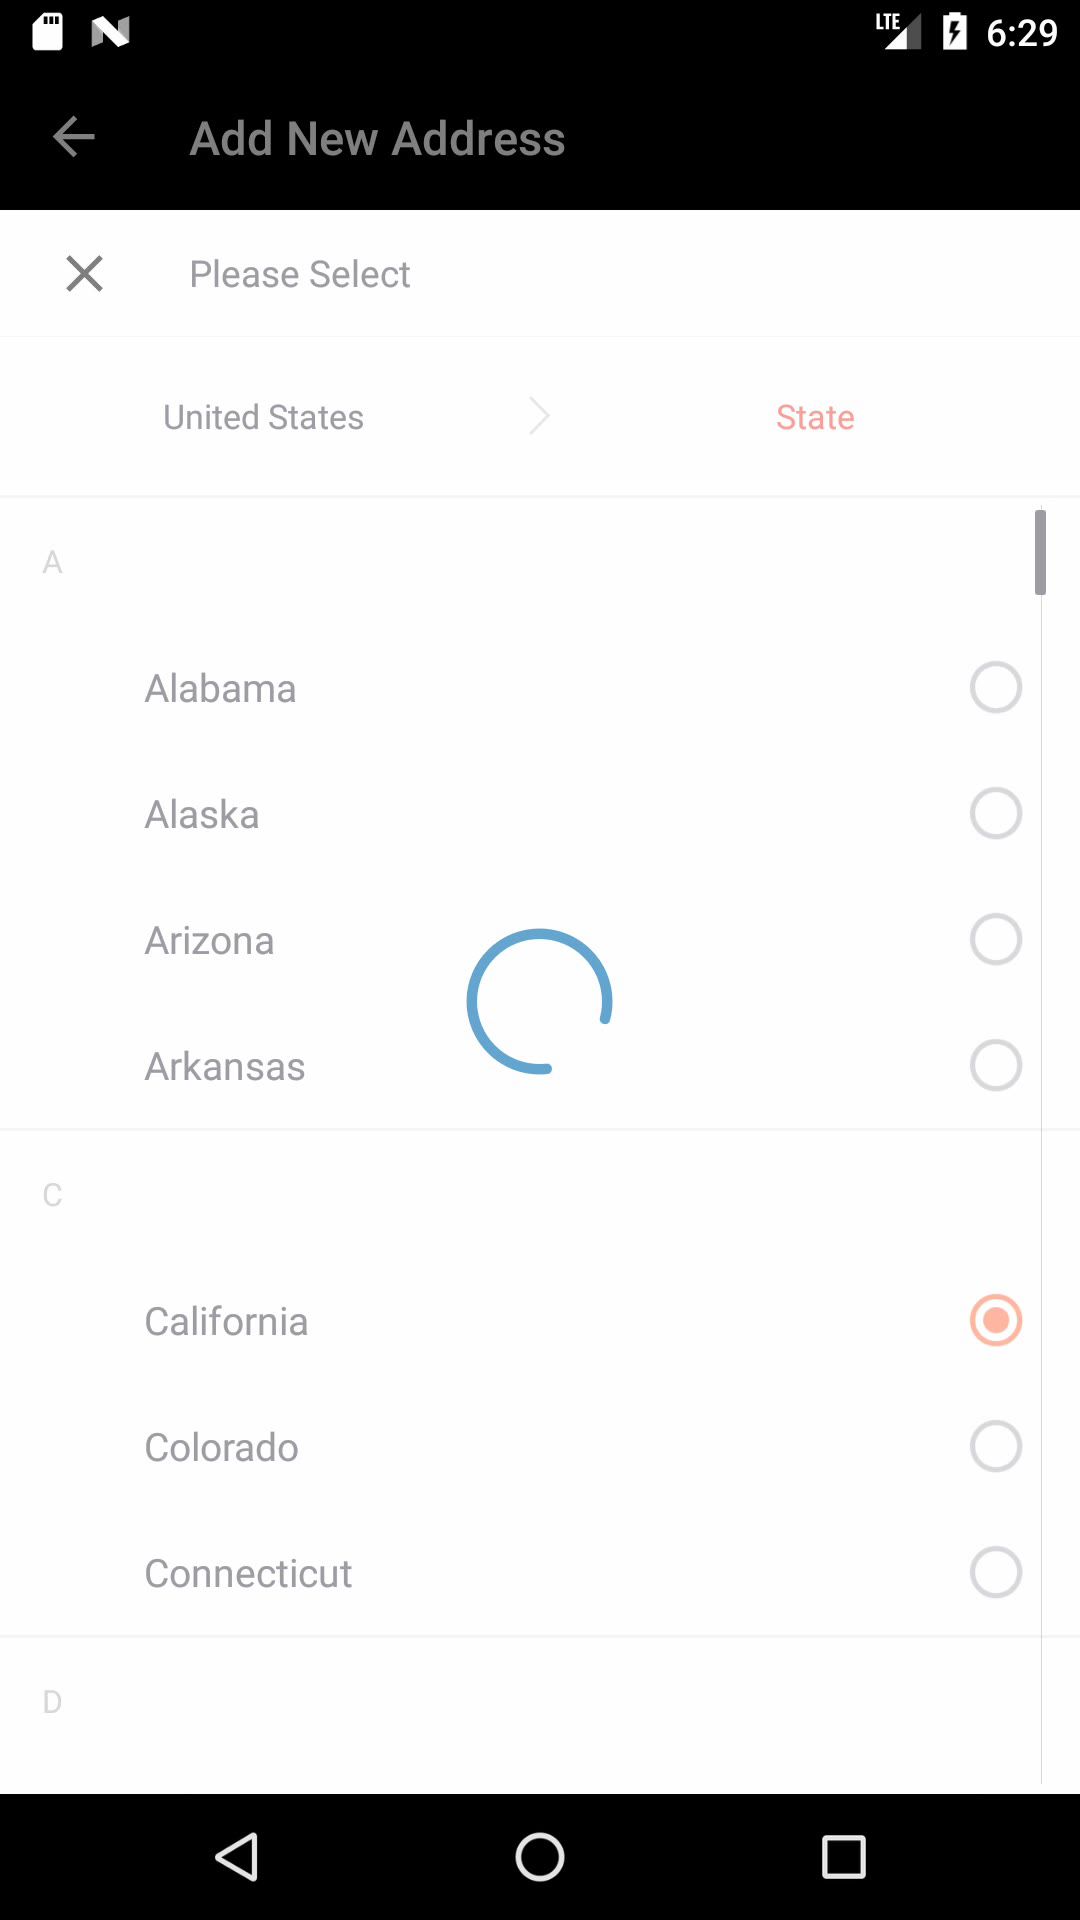 LTE 6:29
Add New Address
Please Select
United States
State
A
Alabama
Alaska
Arizona
Arkansas
C
California
Colorado
Connecticut
D